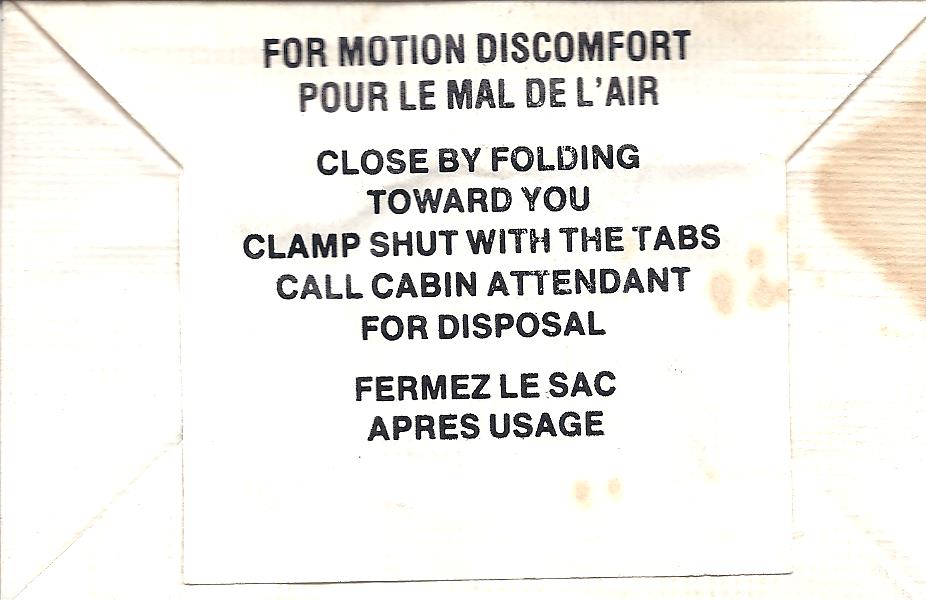 FOR MOTION DISCOMFORT
POUR LE MAL DE L'AIR
CLOSE BY FOLDING
TOWARD YOU
CLAMP SHUT WITH THE TABS
CALL CABIN ATTENDANT
FOR DISPOSAL
FERMEZ LE SAC
APRES USAGE